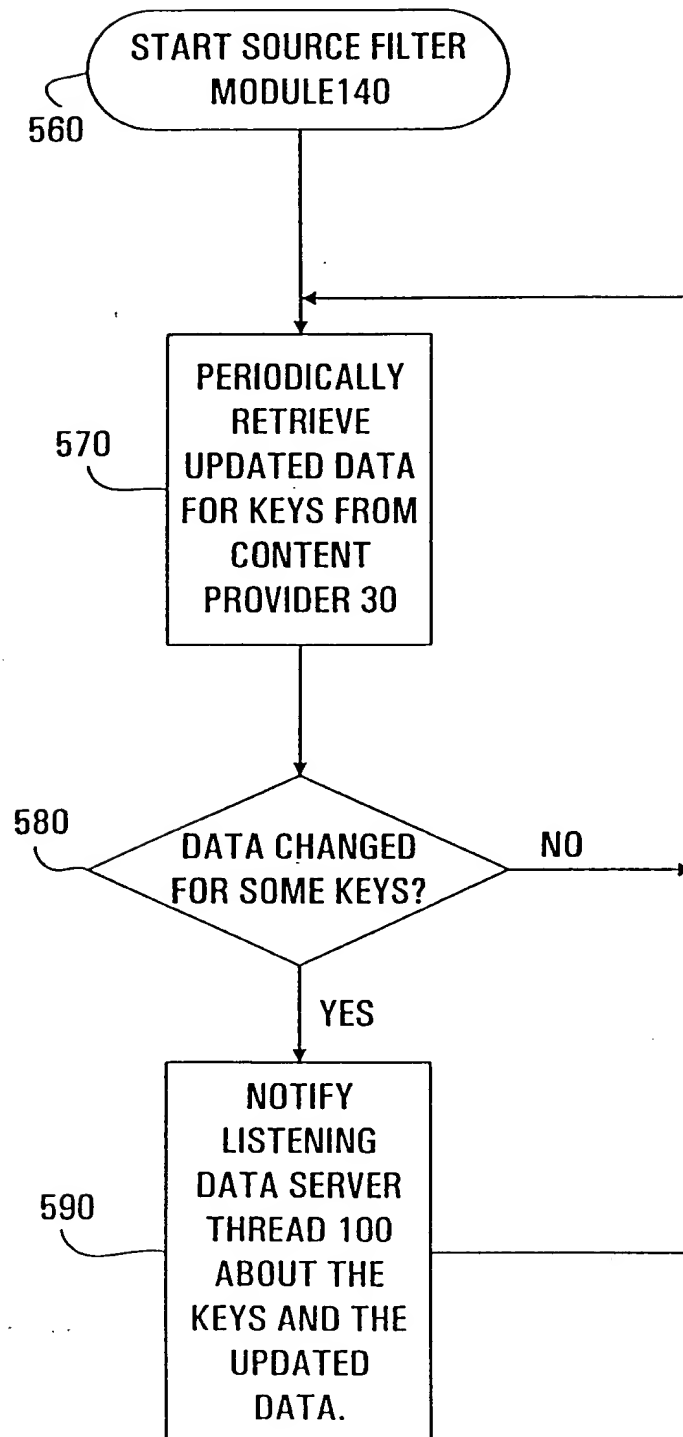 START SOURCE FILTER
MODULE140
560
PERIODICALLY
RETRIEVE
UPDATED DATA
FOR KEYS FROM
CONTENT
PROVIDER 30
570
580
DATA CHANGED
FOR SOME KEYS?
NO
YES
NOTIFY
LISTENING
DATA SERVER
THREAD 100
ABOUT THE
KEYS AND THE
UPDATED
DATA.
590